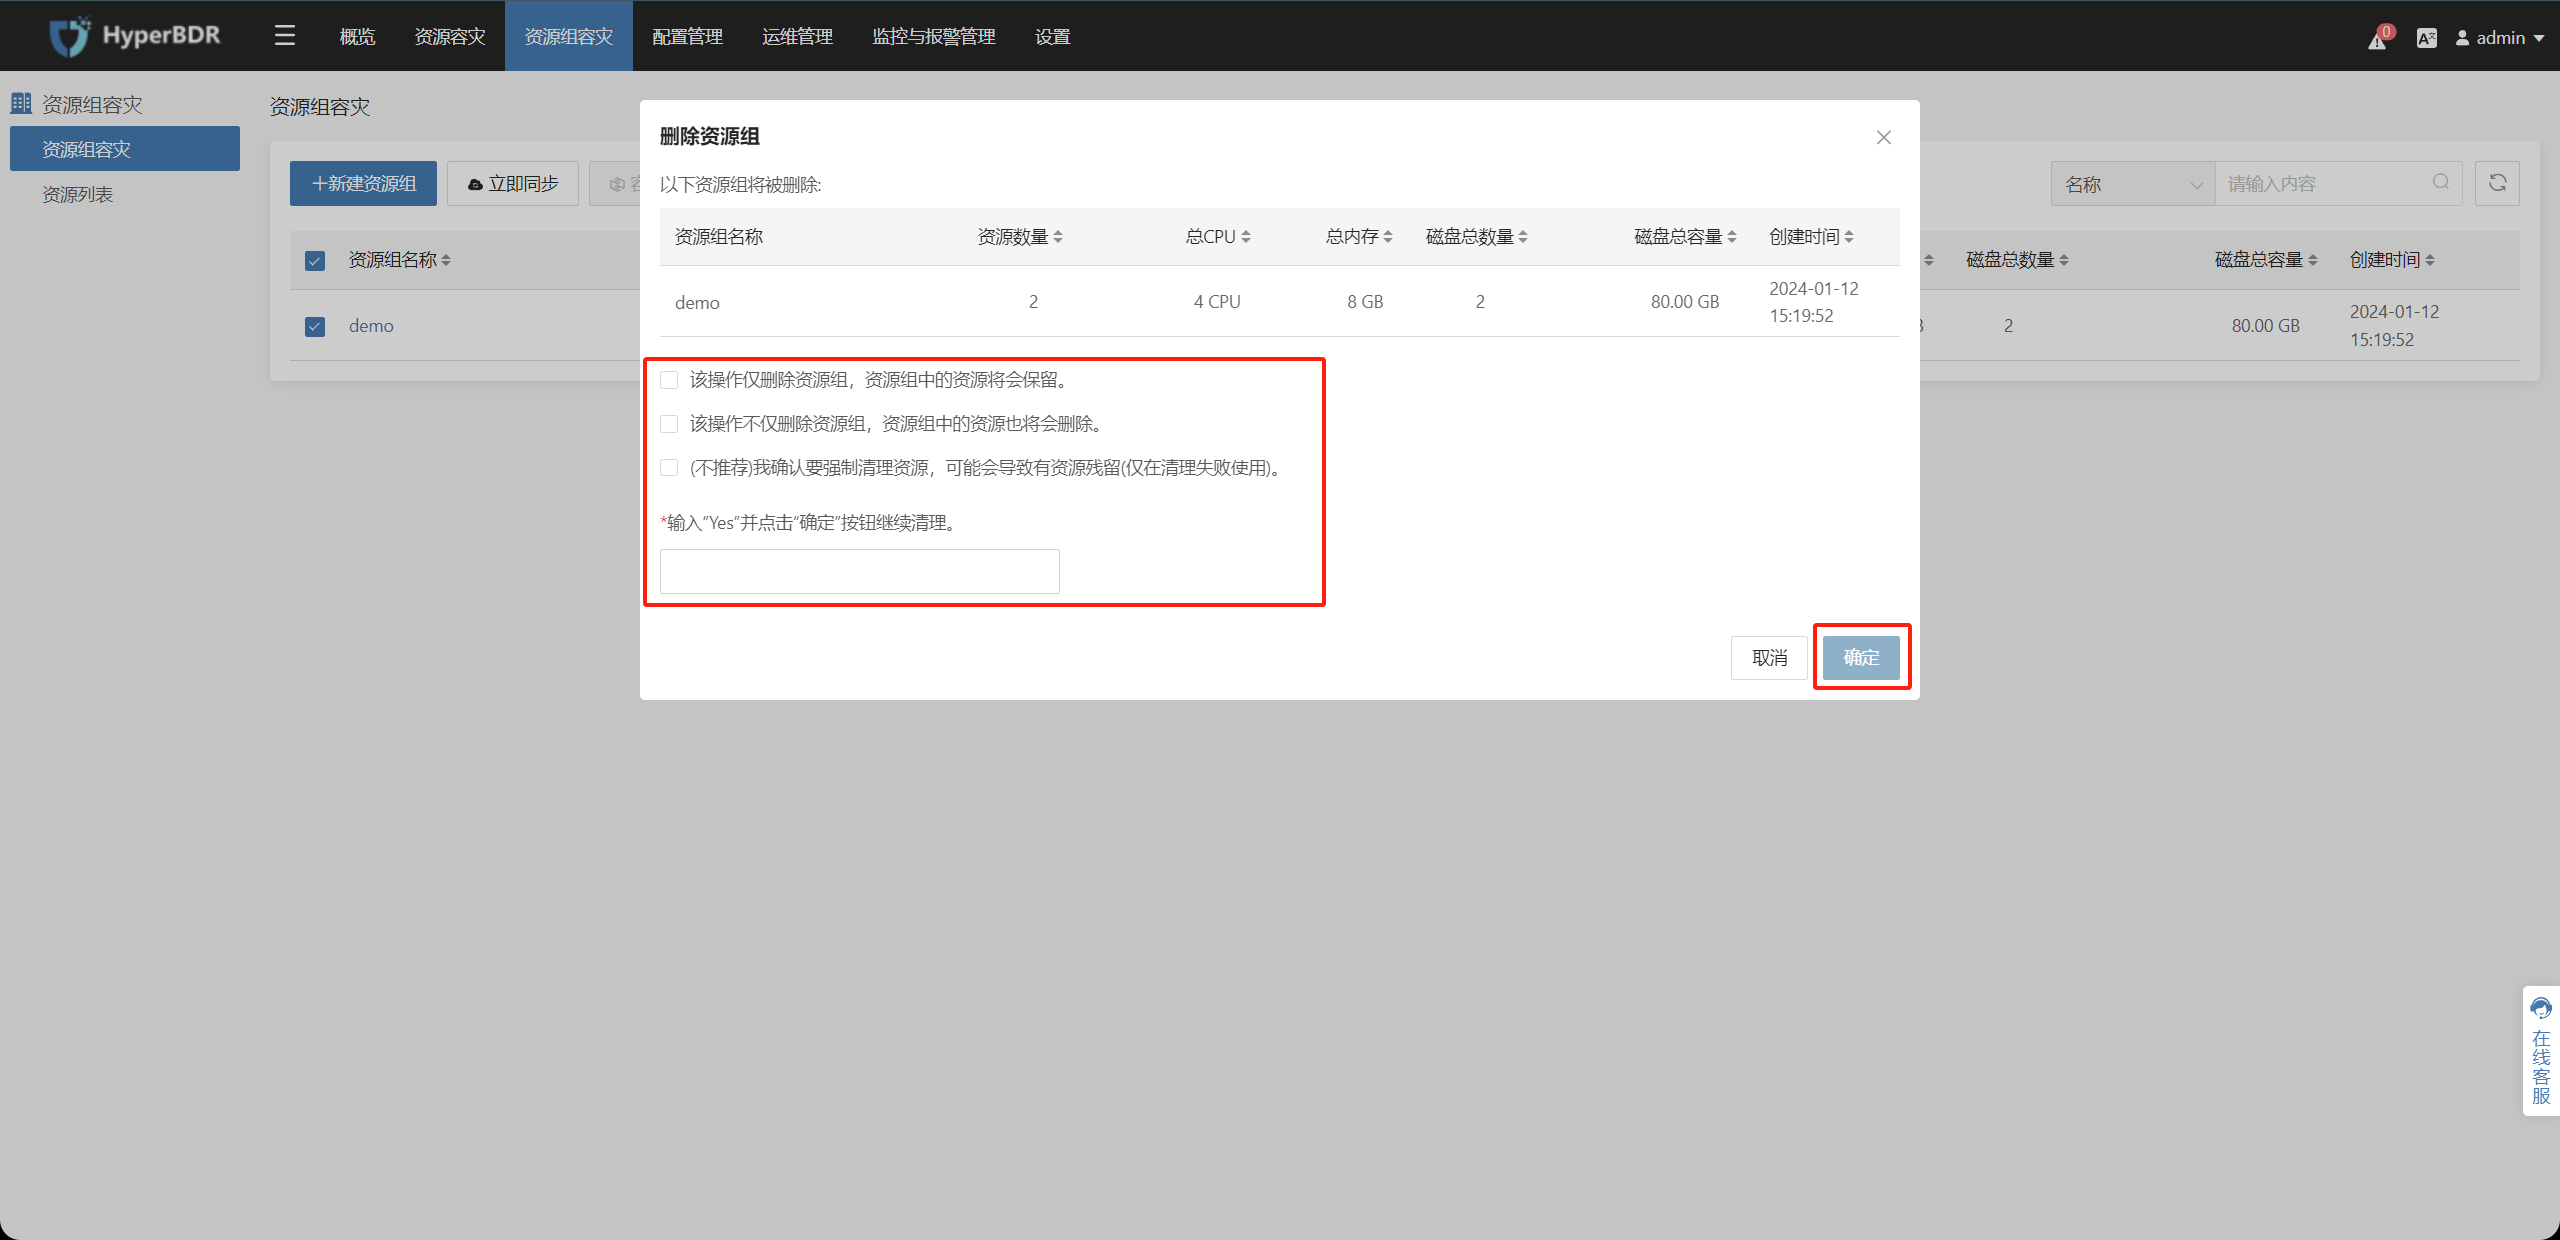 HyperBDR 概览 资源容灾 资源组容灾 配置管理 运维管理 监控与报警管理 设置 0 admin
资源组容灾
资源组容灾
资源列表
资源组容灾
+新建资源组 立即同步
名称 请输入内容
资源组名称 磁盘总数量 磁盘总容量 创建时间
demo 2 80.00 GB 2024-01-12
15:19:52
删除资源组
以下资源组将被删除:
资源组名称 资源数量 总CPU 总内存 磁盘总数量 磁盘总容量 创建时间
demo 2 4 CPU 8 GB 2 80.00 GB 2024-01-12
15:19:52
该操作仅删除资源组，资源组中的资源将会保留。
该操作不仅删除资源组，资源组中的资源也将会删除。
(不推荐)我确认要强制清理资源，可能会导致有资源残留(仅在清理失败使用)。
*输入“Yes”并点击“确定”按钮继续清理。
取消 确定
在线客服